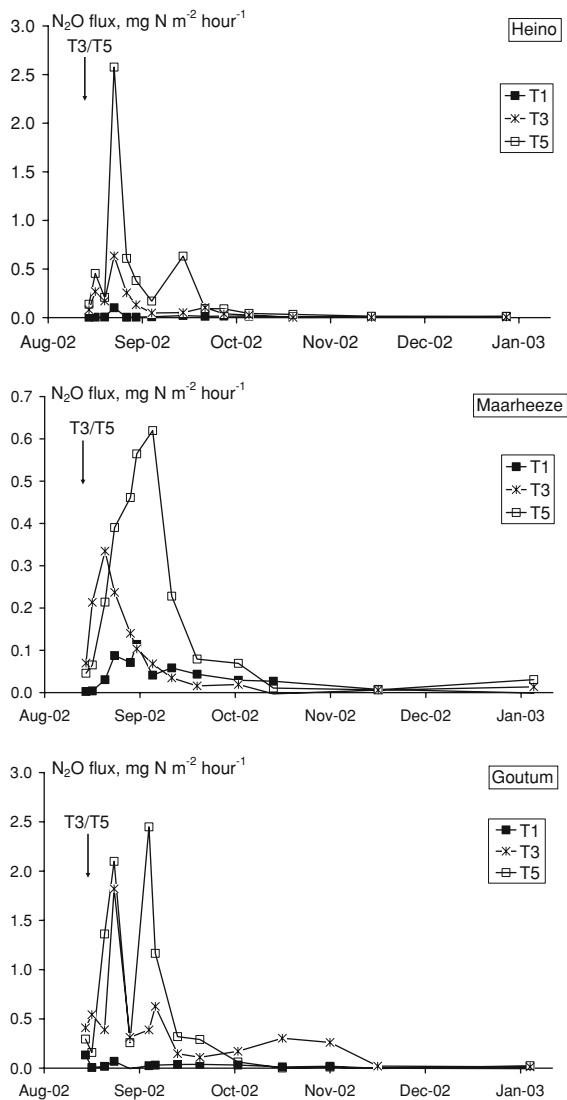 N₂O flux, mg N m⁻² hour⁻¹
Heino
T3/T5
T1
T3
T5
3.0
2.5
2.0
1.5
1.0
0.5
0.0
Aug-02 Sep-02 Oct-02 Nov-02 Dec-02 Jan-03
N₂O flux, mg N m⁻² hour⁻¹
Maarheeze
T3/T5
T1
T3
T5
0.7
0.6
0.5
0.4
0.3
0.2
0.1
0.0
Aug-02 Sep-02 Oct-02 Nov-02 Dec-02 Jan-03
N₂O flux, mg N m⁻² hour⁻¹
Goutum
T3/T5
T1
T3
T5
3.0
2.5
2.0
1.5
1.0
0.5
0.0
Aug-02 Sep-02 Oct-02 Nov-02 Dec-02 Jan-03